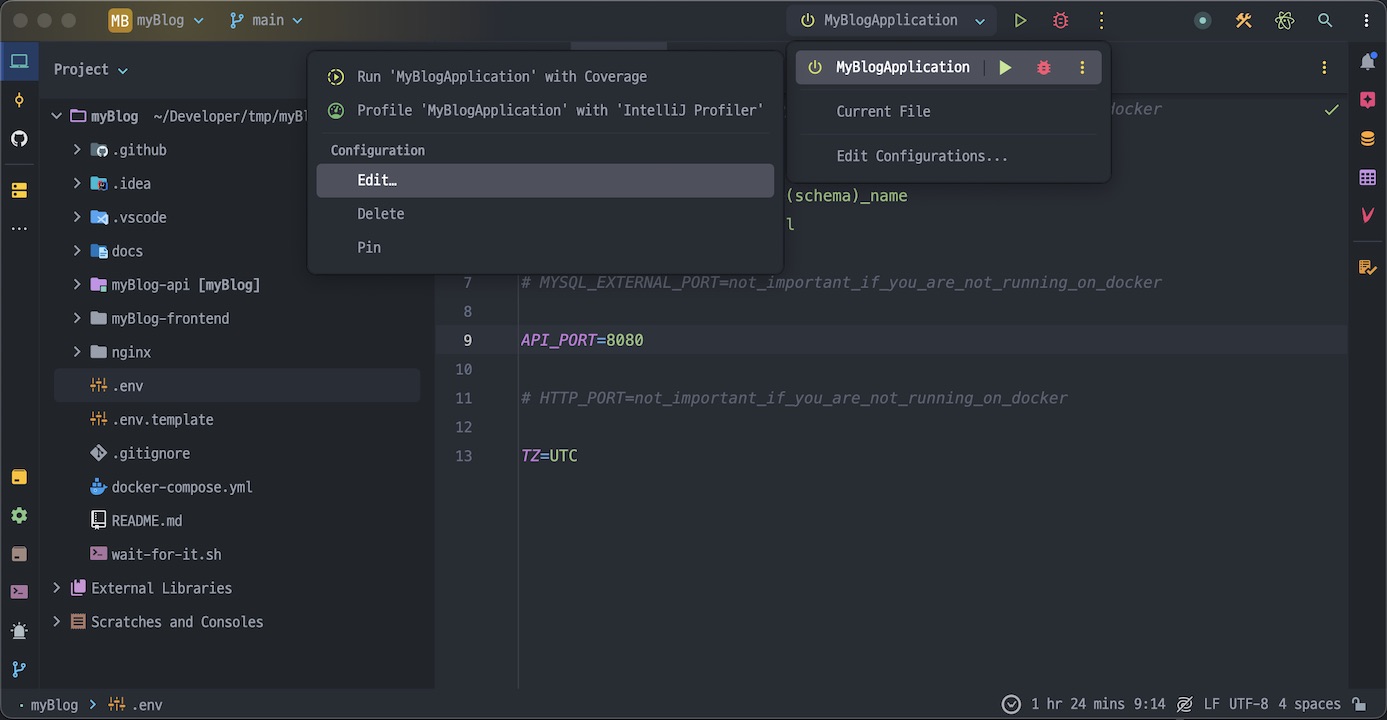 MB myBlog main MyBlogApplication
Project
MyBlogApplication
Current File
Edit Configurations...
Run 'MyBlogApplication' with Coverage
Profile 'MyBlogApplication' with 'IntelliJ Profiler'
Configuration
Edit…
Delete
Pin
myBlog ~/Developer/tmp/myBl
.github
.idea
.vscode
docs
myBlog-api [myBlog]
myBlog-frontend
nginx
.env
.env.template
.gitignore
docker-compose.yml
README.md
wait-for-it.sh
External Libraries
Scratches and Consoles
docker
(schema)_name
l
7 # MYSQL_EXTERNAL_PORT=not_important_if_you_are_not_running_on_docker
8
9 API_PORT=8080
10
11 # HTTP_PORT=not_important_if_you_are_not_running_on_docker
12
13 TZ=UTC
myBlog .env
1 hr 24 mins 9:14 LF UTF-8 4 spaces